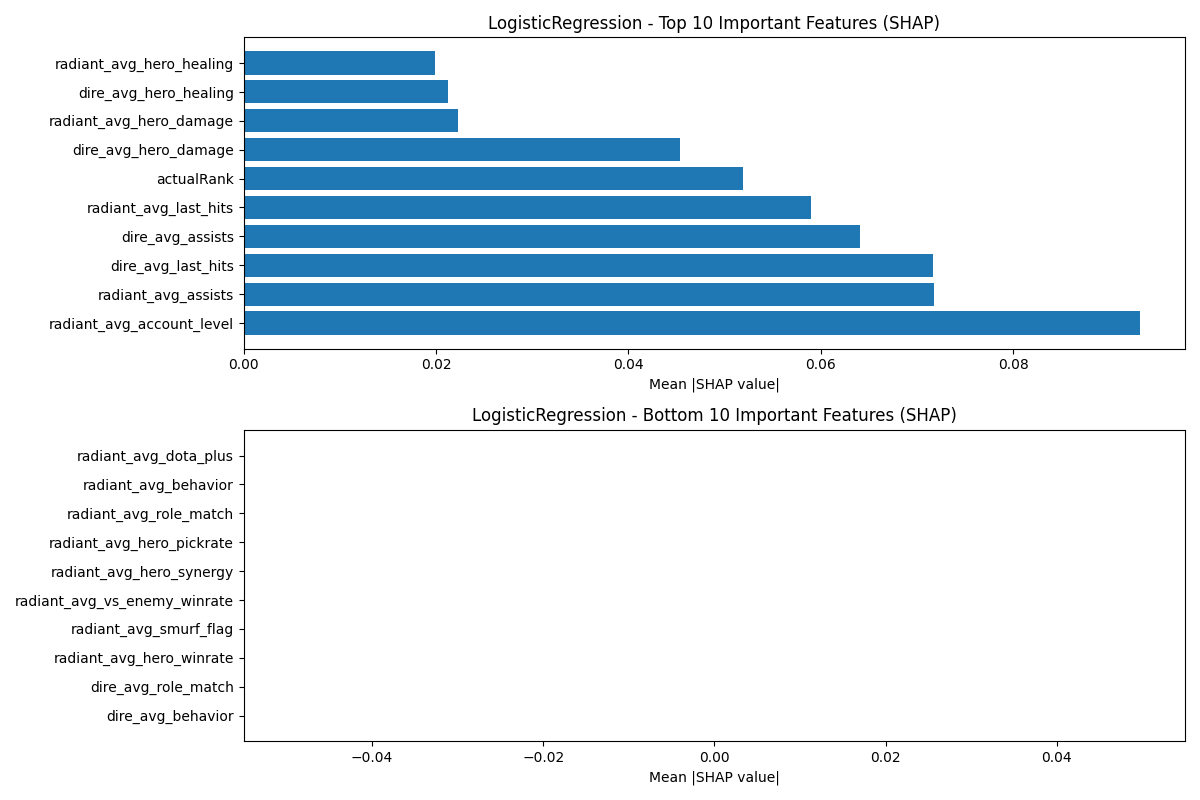 LogisticRegression - Top 10 Important Features (SHAP)
radiant_avg_hero_healing
dire_avg_hero_healing
radiant_avg_hero_damage
dire_avg_hero_damage
actualRank
radiant_avg_last_hits
dire_avg_assists
dire_avg_last_hits
radiant_avg_assists
radiant_avg_account_level
0.00 0.02 0.04 0.06 0.08
Mean |SHAP value|
LogisticRegression - Bottom 10 Important Features (SHAP)
radiant_avg_dota_plus
radiant_avg_behavior
radiant_avg_role_match
radiant_avg_hero_pickrate
radiant_avg_hero_synergy
radiant_avg_vs_enemy_winrate
radiant_avg_smurf_flag
radiant_avg_hero_winrate
dire_avg_role_match
dire_avg_behavior
−0.04 −0.02 0.00 0.02 0.04
Mean |SHAP value|